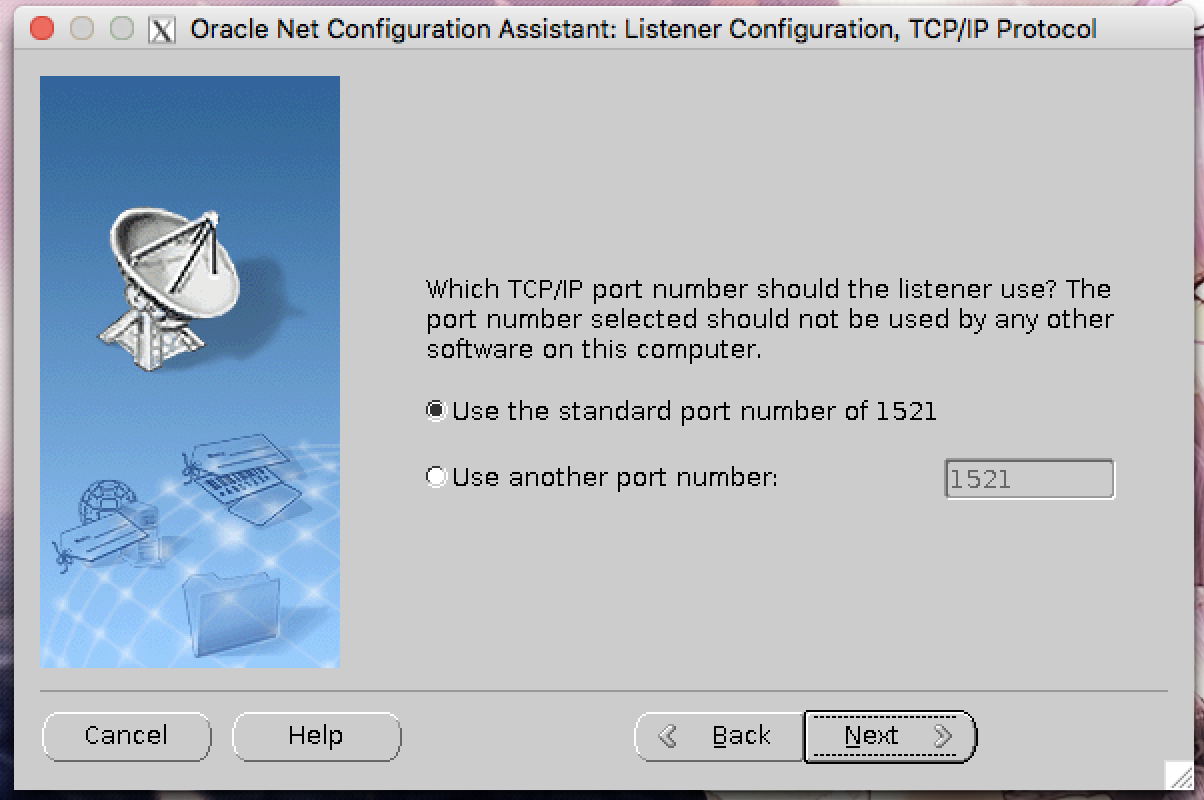 X Oracle Net Configuration Assistant: Listener Configuration, TCP/IP Protocol
Which TCP/IP port number should the listener use? The
port number selected should not be used by any other
software on this computer.
Use the standard port number of 1521
Use another port number: 1521
Cancel Help Back Next